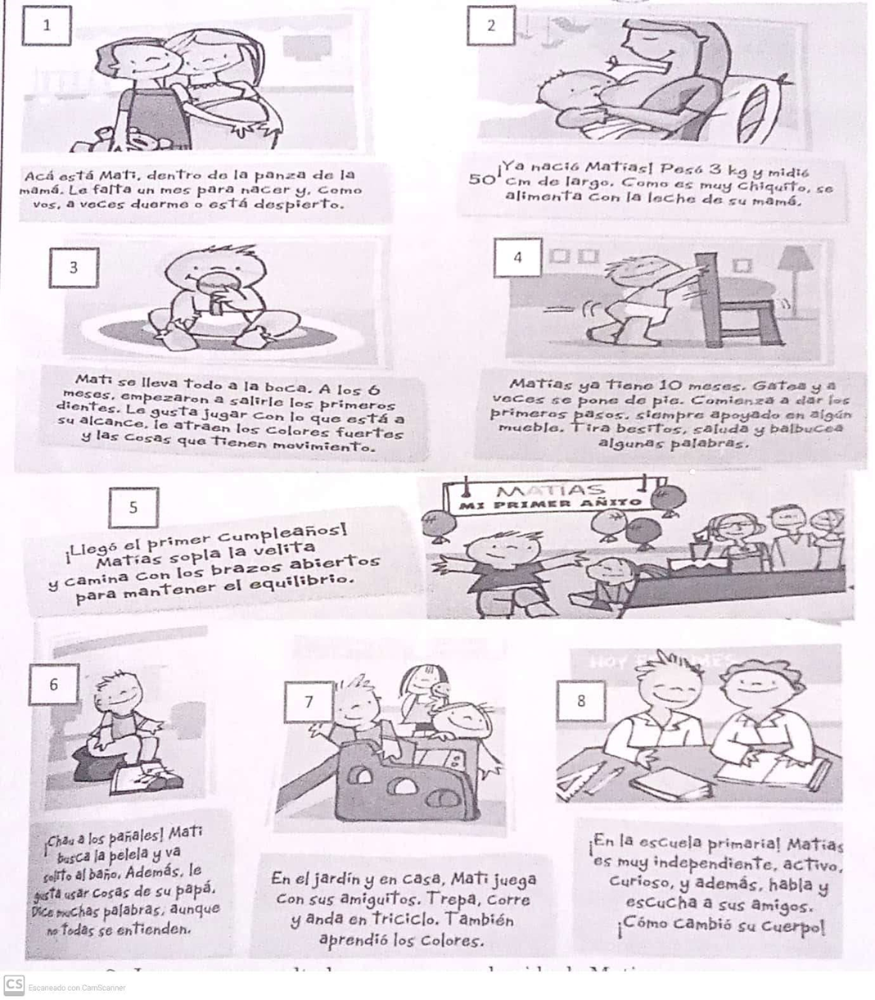 1
Acá está Mati, dentro de la panza de la
mamá. Le falta un mes para nacer y, como
vos, a veces duerme o está despierto.
2
¡Ya nació Matías! Pesó 3 kg y midió
50 cm de largo. Como es muy chiquito, se
alimenta con la leche de su mamá.
3
Mati se lleva todo a la boca. A los 6
meses, empezaron a salirle los primeros
dientes. Le gusta jugar con lo que está a
su alcance, le atraen los colores fuertes
y las cosas que tienen movimiento.
4
Matías ya tiene 10 meses. Gatea y a
veces se pone de pie. Comienza a dar los
primeros pasos, siempre apoyado en algún
mueble. Tira besitos, saluda y balbucea
algunas palabras.
5
¡Llegó el primer cumpleaños!
Matías sopla la velita
y camina con los brazos abiertos
para mantener el equilibrio.
MATÍAS
MI PRIMER AÑITO
6
¡Chau a los pañales! Mati
busca la pelela y va
solito al baño. Además, le
gusta usar cosas de su papá.
Dice muchas palabras, aunque
no todas se entienden.
7
En el jardín y en casa, Mati juega
con sus amiguitos. Trepa, corre
y anda en triciclo. También
aprendió los colores.
8
HOY
¡En la escuela primaria! Matías
es muy independiente, activo,
curioso, y además, habla y
escucha a sus amigos.
¡Cómo cambió su cuerpo!
CS Escaneado con CamScanner